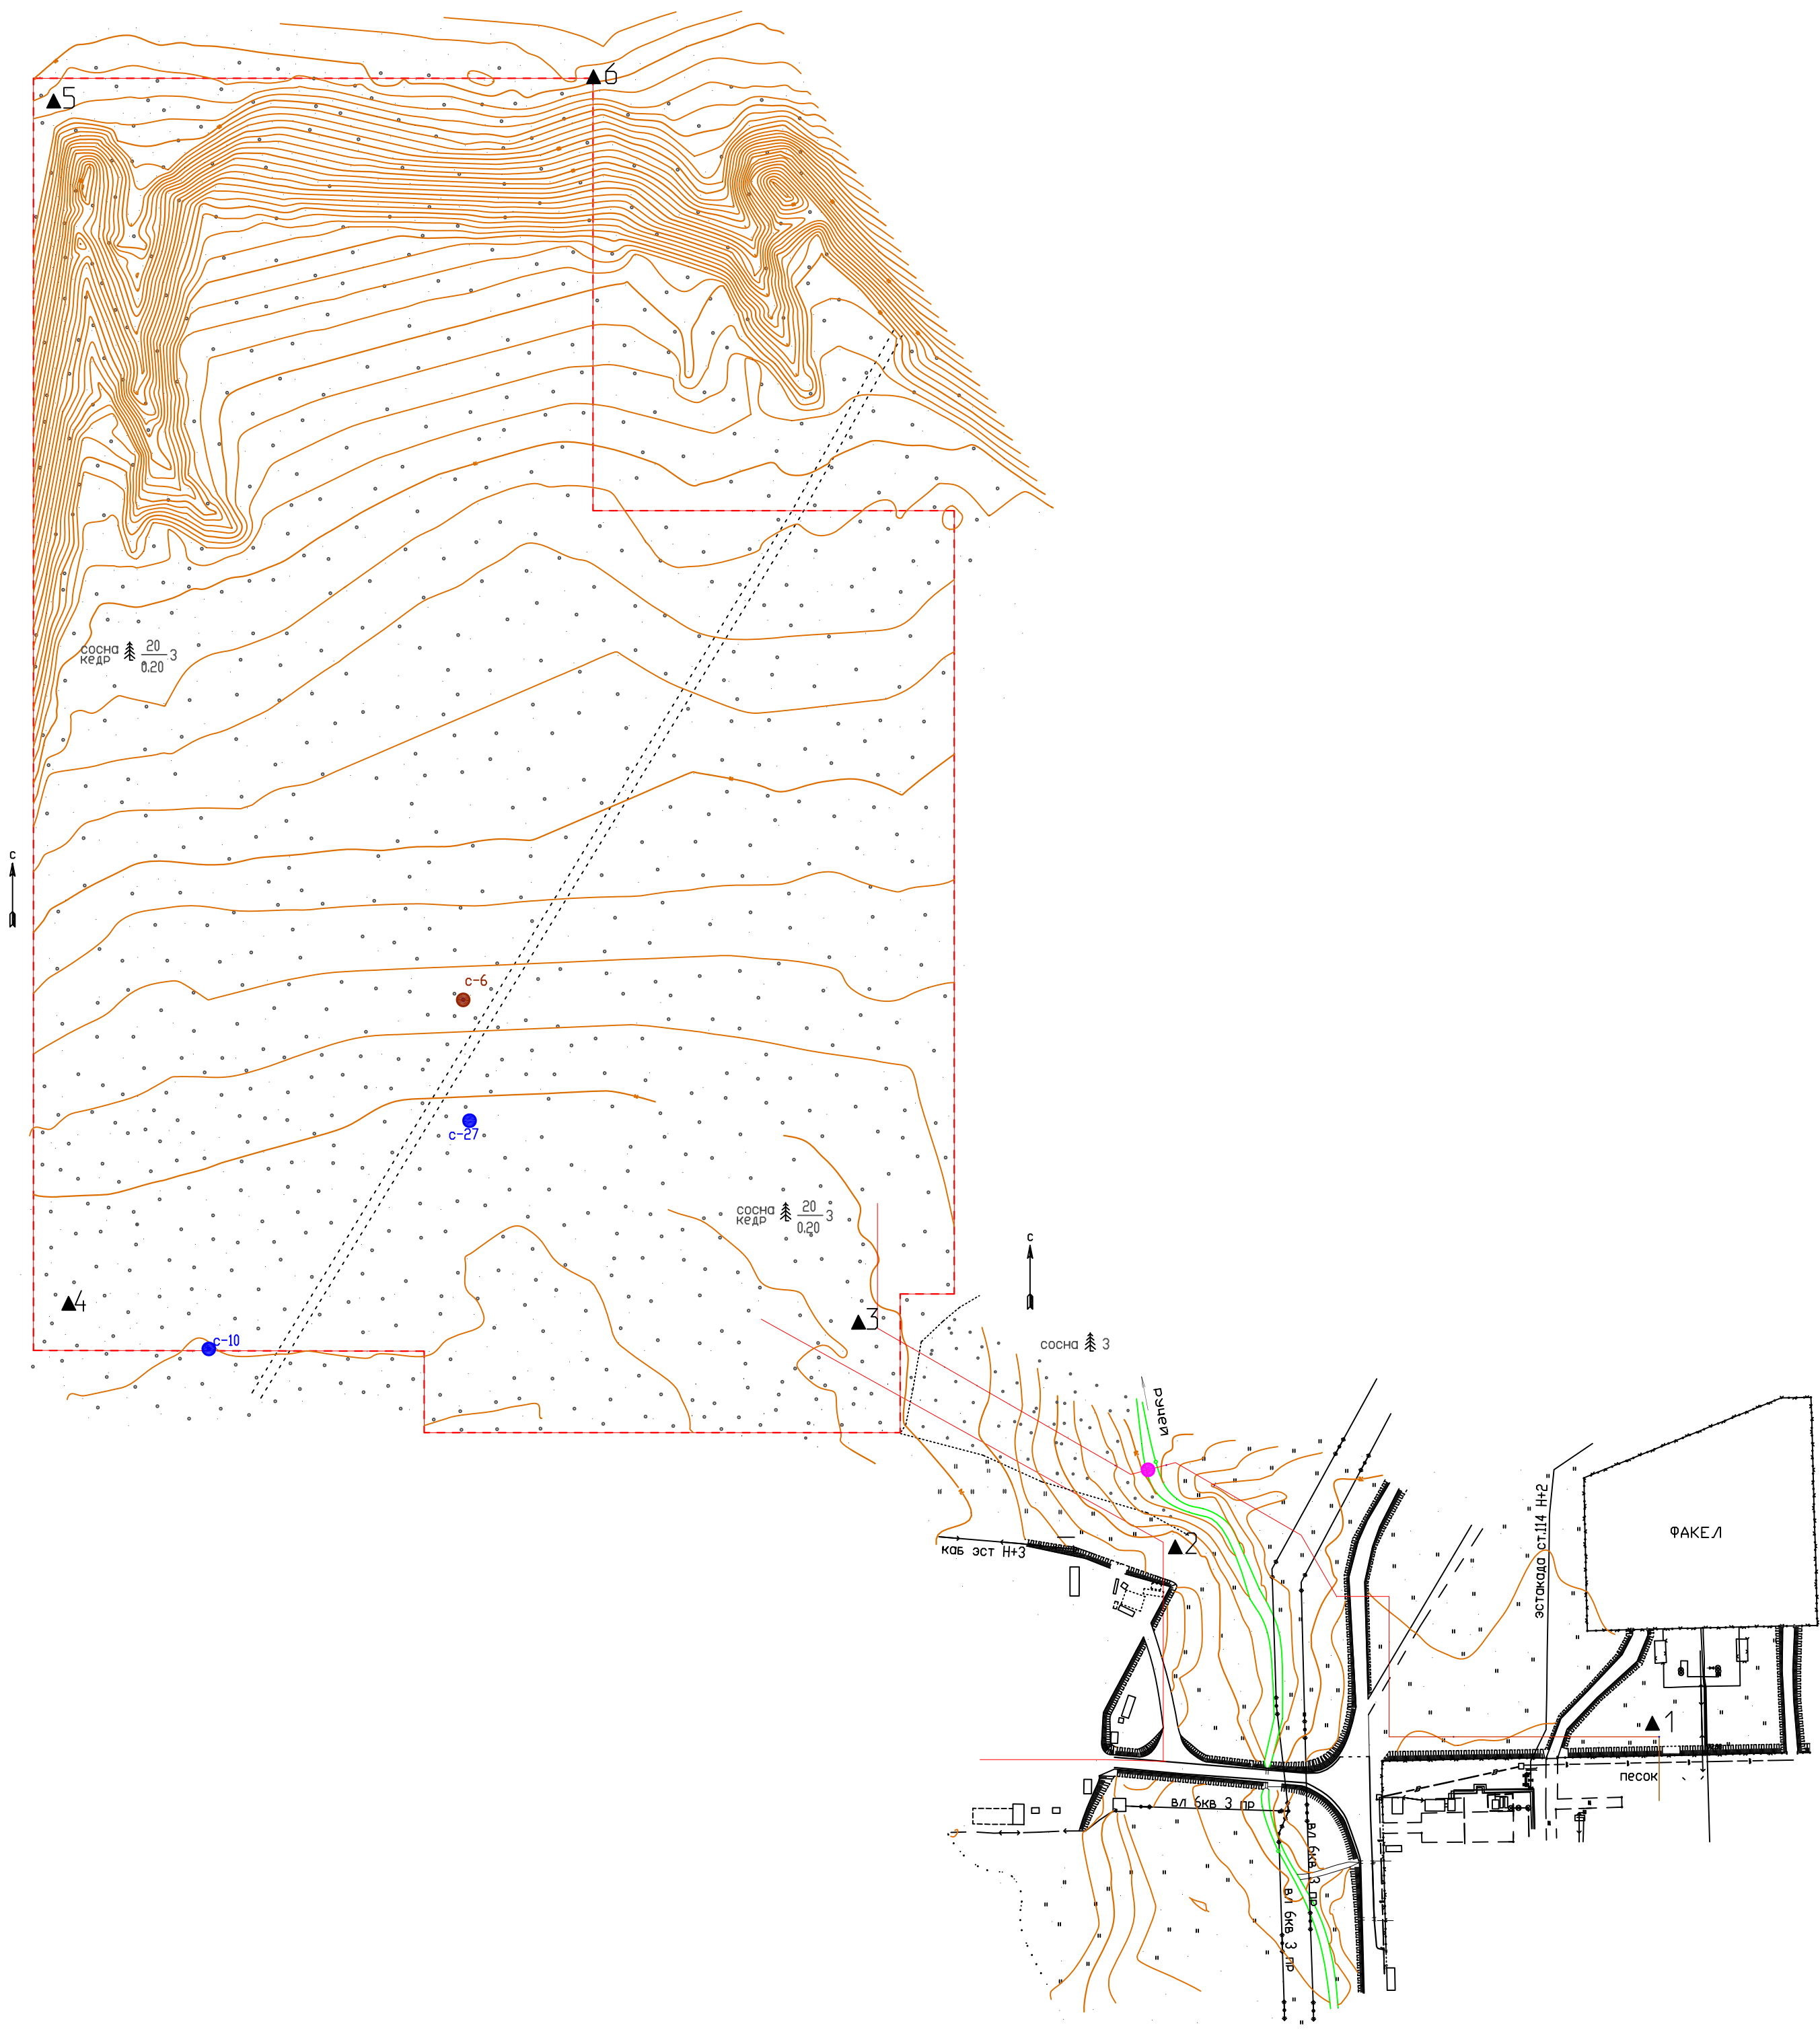 5
6
сосна 20 3
кедр 0.20
с
с-6
с-27
сосна 20 3
кедр 0.20
4
с-10
3
с
сосна 3
ручей
2
каб эст Н+3
эстакада ст.114 Н+2
ФАКЕЛ
1
песок
вл 6кв 3 пр
вл 6кв 3 пр
вл 6кв 3 пр